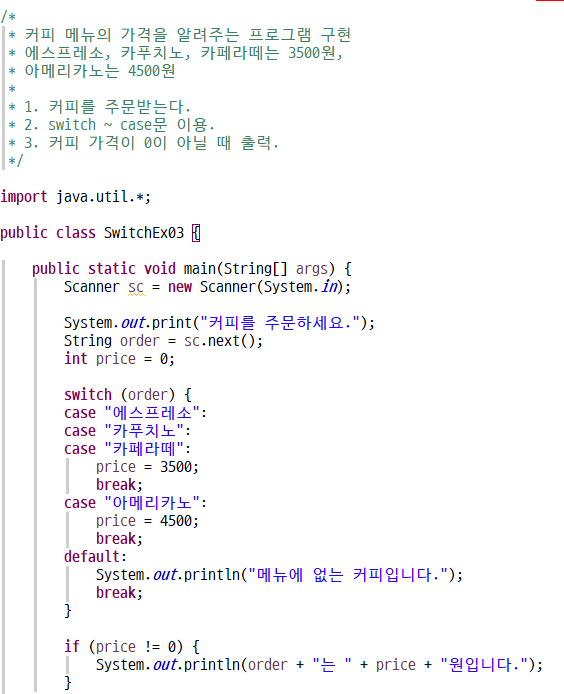 /*
* 커피 메뉴의 가격을 알려주는 프로그램 구현
* 에스프레소, 카푸치노, 카페라떼는 3500원,
* 아메리카노는 4500원
*
* 1. 커피를 주문받는다.
* 2. switch ~ case문 이용.
* 3. 커피 가격이 0이 아닐 때 출력.
*/
import java.util.*;
public class SwitchEx03 {
public static void main(String[] args) {
Scanner sc = new Scanner(System.in);
System.out.print("커피를 주문하세요.");
String order = sc.next();
int price = 0;
switch (order) {
case "에스프레소":
case "카푸치노":
case "카페라떼":
price = 3500;
break;
case "아메리카노":
price = 4500;
break;
default:
System.out.println("메뉴에 없는 커피입니다.");
break;
}
if (price != 0) {
System.out.println(order + "는 " + price + "원입니다.");
}